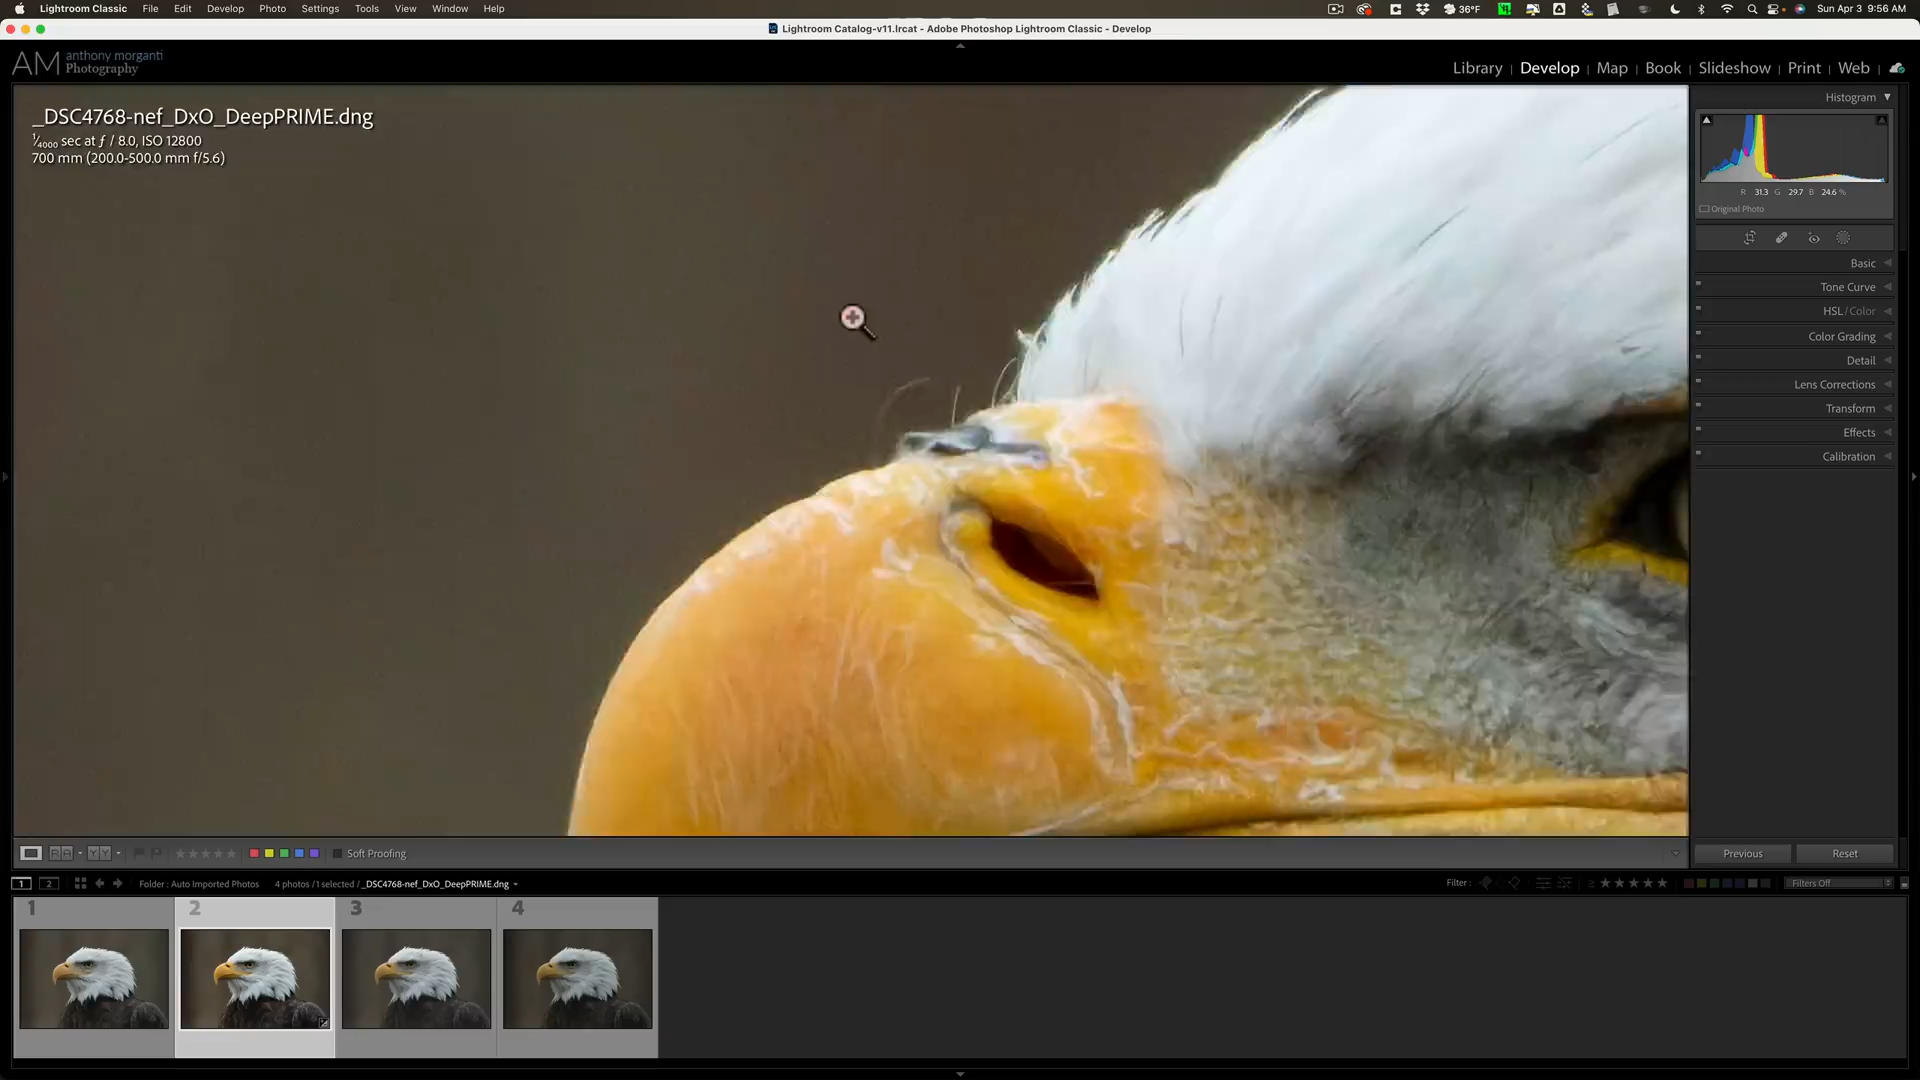 Lightroom Classic File Edit Develop Photo Settings Tools View Window Help 36°F Sun Apr 3 9:56 AM
Lightroom Catalog-v11.lrcat - Adobe Photoshop Lightroom Classic - Develop
AM anthony morganti
Photography
Library | Develop | Map | Book | Slideshow | Print | Web
_DSC4768-nef_DxO_DeepPRIME.dng
1/4000 sec at ƒ / 8.0, ISO 12800
700 mm (200.0-500.0 mm f/5.6)
Histogram
R 31.3 G 29.7 B 24.6 %
Original Photo
Basic
Tone Curve
HSL / Color
Color Grading
Detail
Lens Corrections
Transform
Effects
Calibration
Soft Proofing
Previous Reset
1 2 Folder : Auto Imported Photos 4 photos / 1 selected / _DSC4768-nef_DxO_DeepPRIME.dng Filter : Filters Off
1 2 3 4